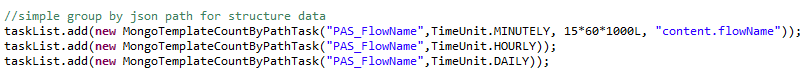 //simple group by json path for structure data
taskList.add(new MongoTemplateCountByPathTask("PAS_FlowName",TimeUnit.MINUTELY, 15*60*1000L, "content.flowName"));
taskList.add(new MongoTemplateCountByPathTask("PAS_FlowName",TimeUnit.HOURLY));
taskList.add(new MongoTemplateCountByPathTask("PAS_FlowName",TimeUnit.DAILY));